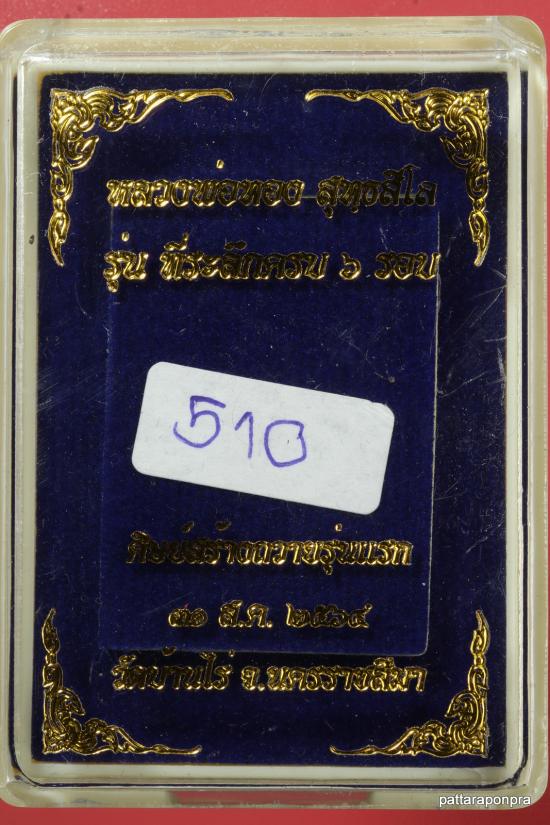 หลวงพ่อทอง สุทฺธสีโล
รุ่น ที่ระลึกครบ ๖ รอบ
510
ศิษย์สร้างถวายรุ่นแรก
๓๑ ส.ค. ๒๕๖๔
วัดบ้านไร่ จ.นครราชสีมา
pattaraponpra